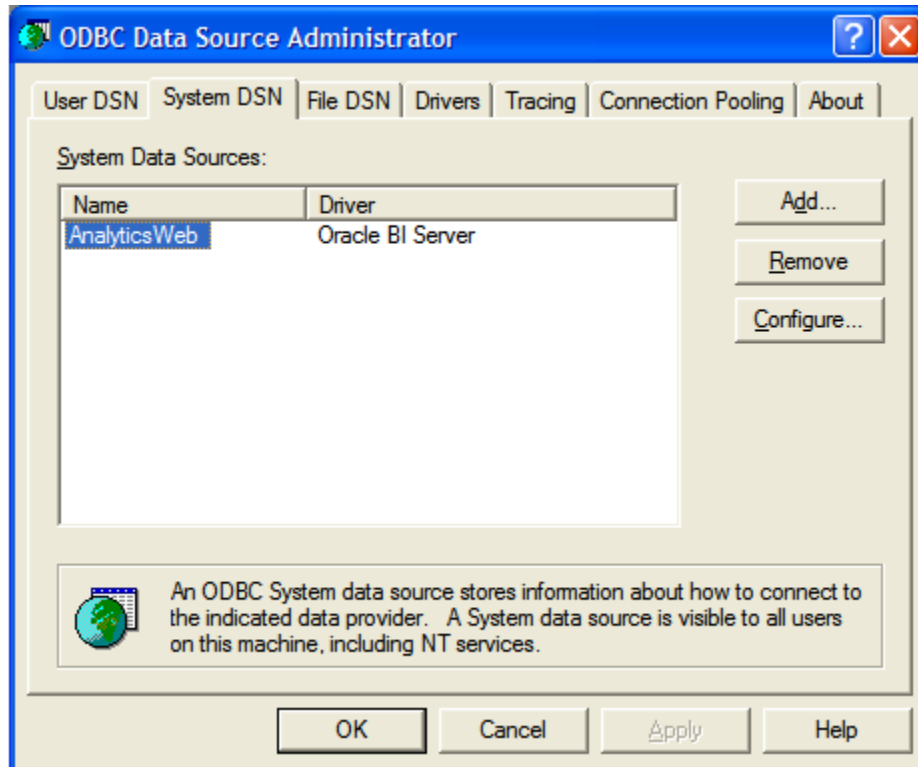 ODBC Data Source Administrator
User DSN System DSN File DSN Drivers Tracing Connection Pooling About
System Data Sources:
Name Driver
AnalyticsWeb Oracle BI Server
Add...
Remove
Configure...
An ODBC System data source stores information about how to connect to
the indicated data provider. A System data source is visible to all users
on this machine, including NT services.
OK Cancel Apply Help